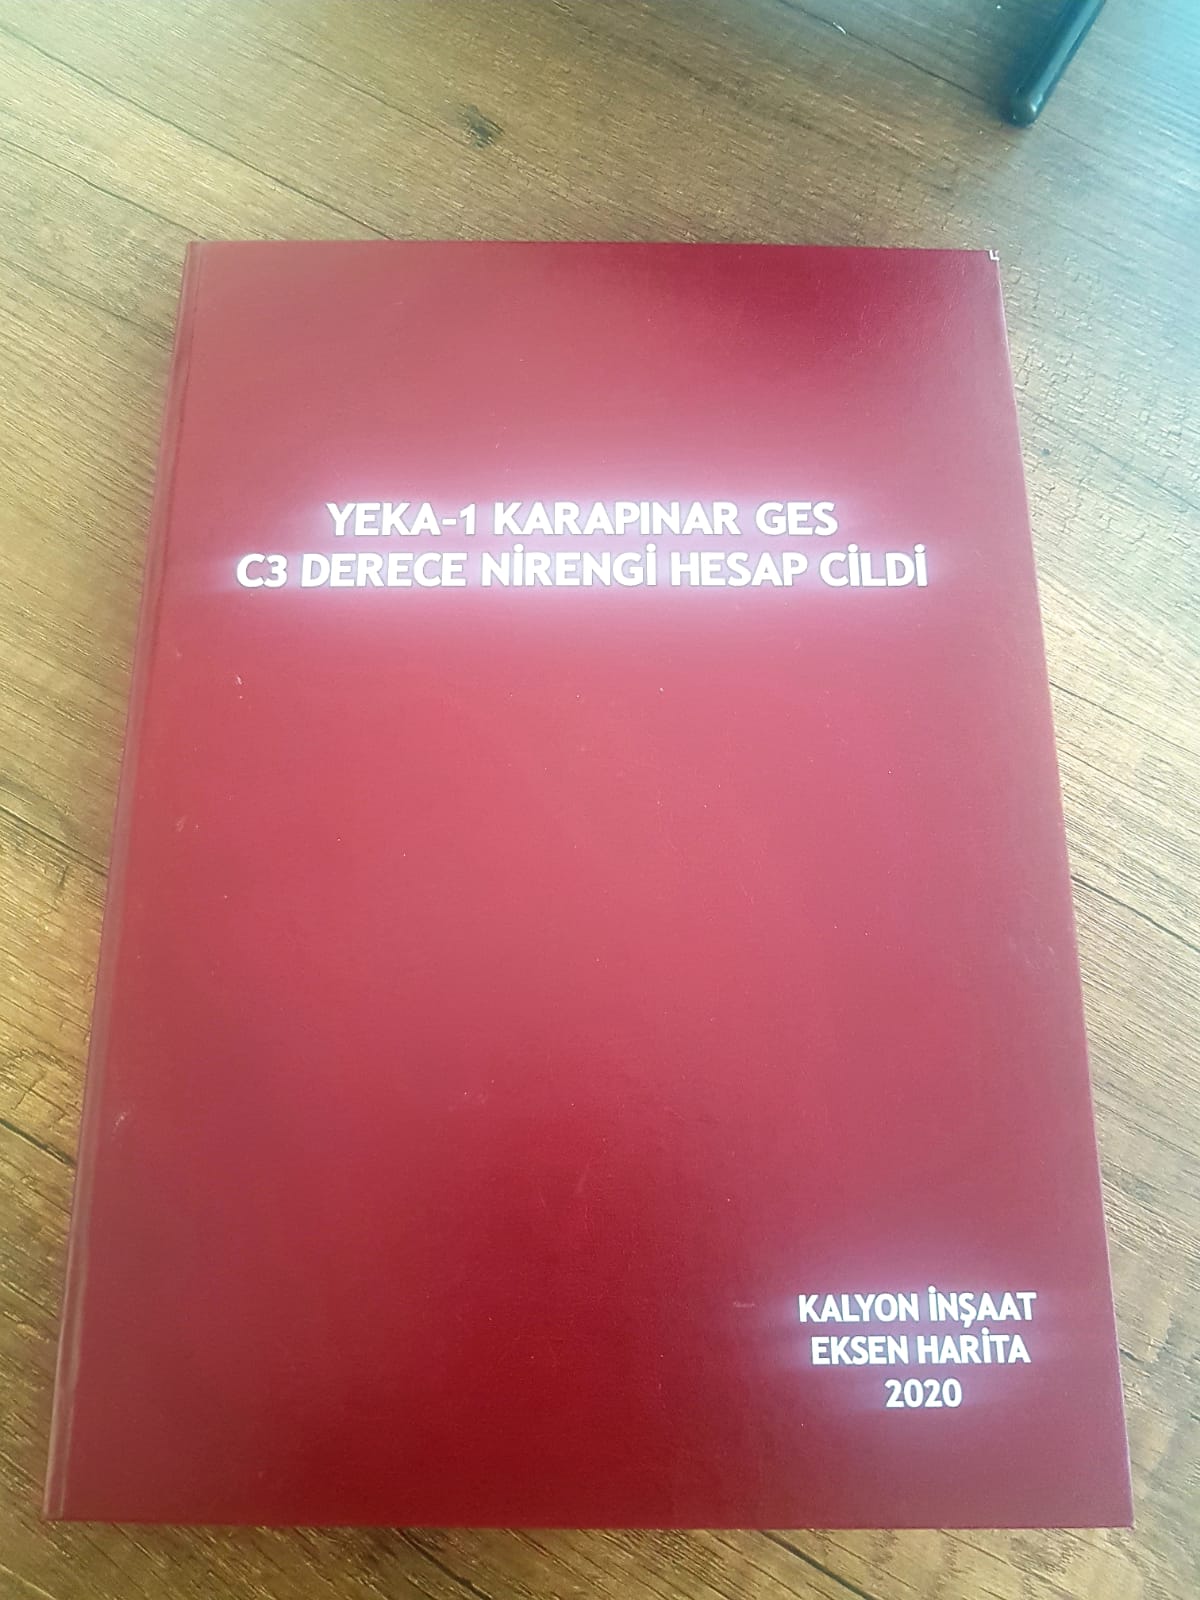 YEKA-1 KARAPINAR GES
C3 DERECE NİRENGİ HESAP CİLDİ
KALYON İNŞAAT
EKSEN HARİTA
2020